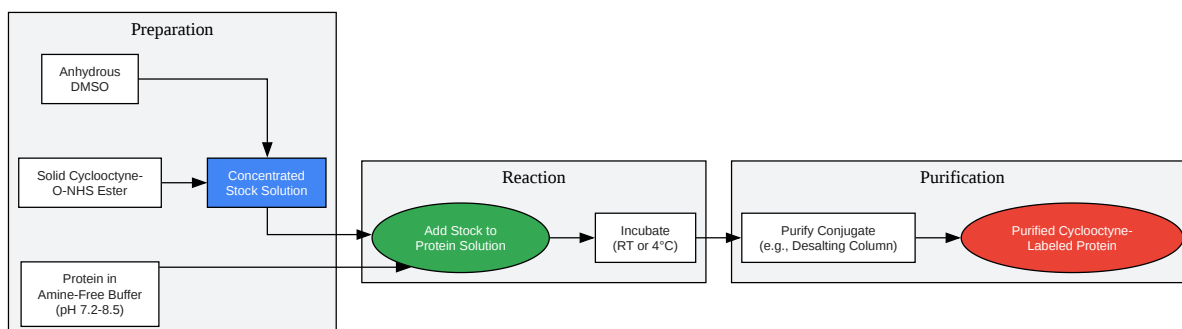 Preparation
Anhydrous
DMSO
Solid Cyclooctyne-
O-NHS Ester
Concentrated
Stock Solution
Protein in
Amine-Free Buffer
(pH 7.2-8.5)
Reaction
Add Stock to
Protein Solution
Incubate
(RT or 4°C)
Purification
Purify Conjugate
(e.g., Desalting Column)
Purified Cyclooctyne-
Labeled Protein